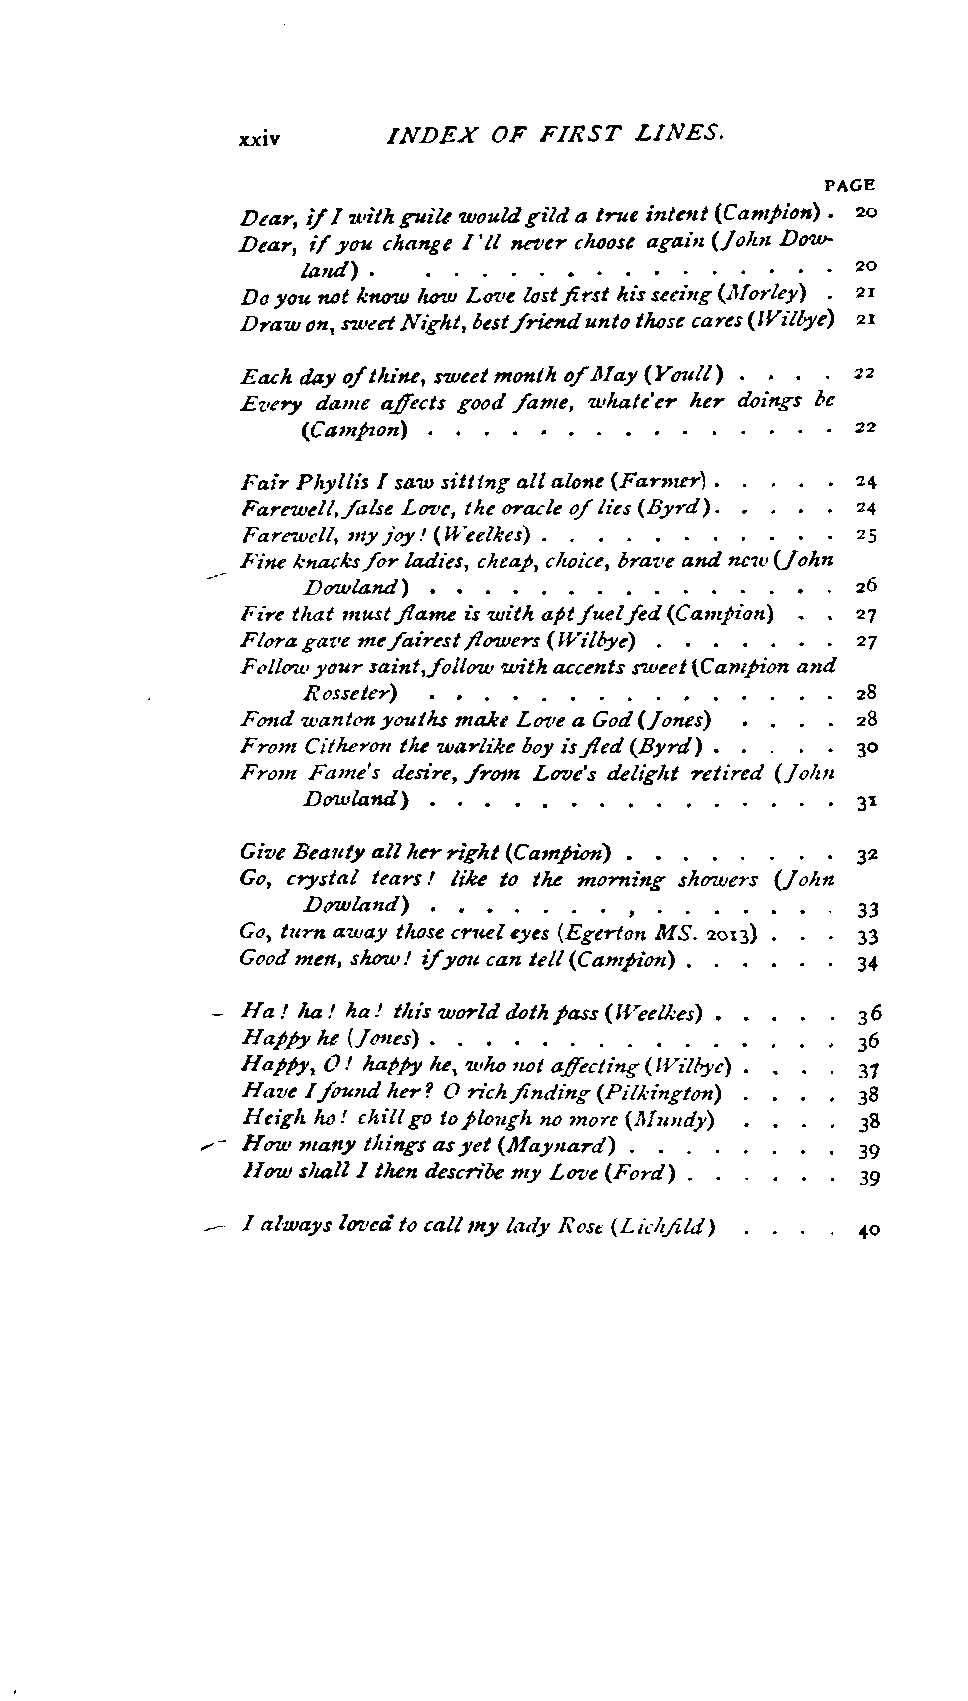 xxiv INDEX OF FIRST LINES.
PAGE
Dear, if I with guile would gild a true intent (Campion) . 20
Dear, if you change I'll never choose again (John Dow-
land) . . . . . . . . . . . . . . . . 20
Do you not know how Love lost first his seeing (Morley) . 21
Draw on, sweet Night, best friend unto those cares (Wilbye) 21
Each day of thine, sweet month of May (Youll) . . . . 22
Every dame affects good fame, whate'er her doings be
(Campion) . . . . . . . . . . . . . . . 22
Fair Phyllis I saw sitting all alone (Farmer) . . . . . 24
Farewell, false Love, the oracle of lies (Byrd) . . . . . 24
Farewell, my joy! (Weelkes) . . . . . . . . . . . 25
Fine knacks for ladies, cheap, choice, brave and new (John
Dowland) . . . . . . . . . . . . . . . 26
Fire that must flame is with apt fuel fed (Campion) . . 27
Flora gave me fairest flowers (Wilbye) . . . . . . . 27
Follow your saint, follow with accents sweet (Campion and
Rosseter) . . . . . . . . . . . . . . . 28
Fond wanton youths make Love a God (Jones) . . . . 28
From Citheron the warlike boy is fled (Byrd) . . . . . 30
From Fame's desire, from Love's delight retired (John
Dowland) . . . . . . . . . . . . . . . 31
Give Beauty all her right (Campion) . . . . . . . . 32
Go, crystal tears! like to the morning showers (John
Dowland) . . . . . . . . . . . . . . . 33
Go, turn away those cruel eyes (Egerton MS. 2013) . . . 33
Good men, show! if you can tell (Campion) . . . . . . 34
Ha! ha! ha! this world doth pass (Weelkes) . . . . . 36
Happy he (Jones) . . . . . . . . . . . . . . . 36
Happy, O! happy he, who not affecting (Wilbye) . . . . 37
Have I found her? O rich finding (Pilkington) . . . . 38
Heigh ho! chill go to plough no more (Mundy) . . . . 38
How many things as yet (Maynard) . . . . . . . . 39
How shall I then describe my Love (Ford) . . . . . . 39
I always loved to call my lady Rose (Lichfild) . . . . 40